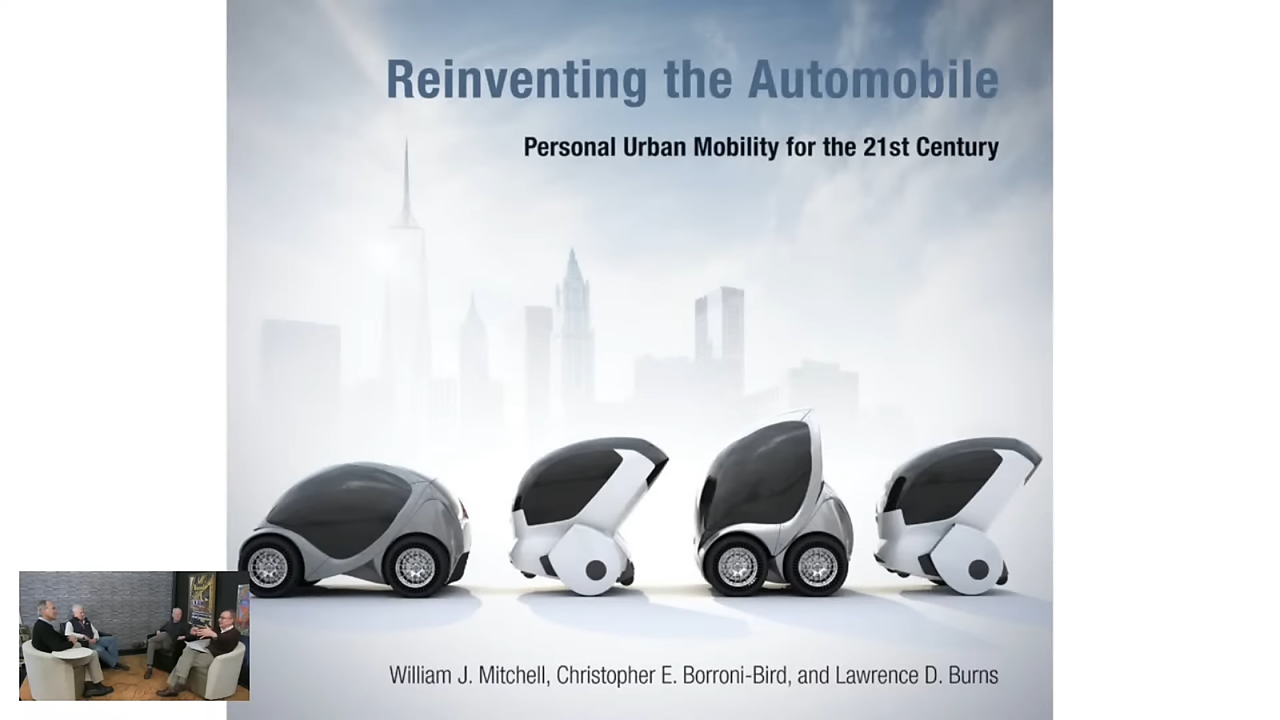 Reinventing the Automobile
Personal Urban Mobility for the 21st Century
William J. Mitchell, Christopher E. Borroni-Bird, and Lawrence D. Burns